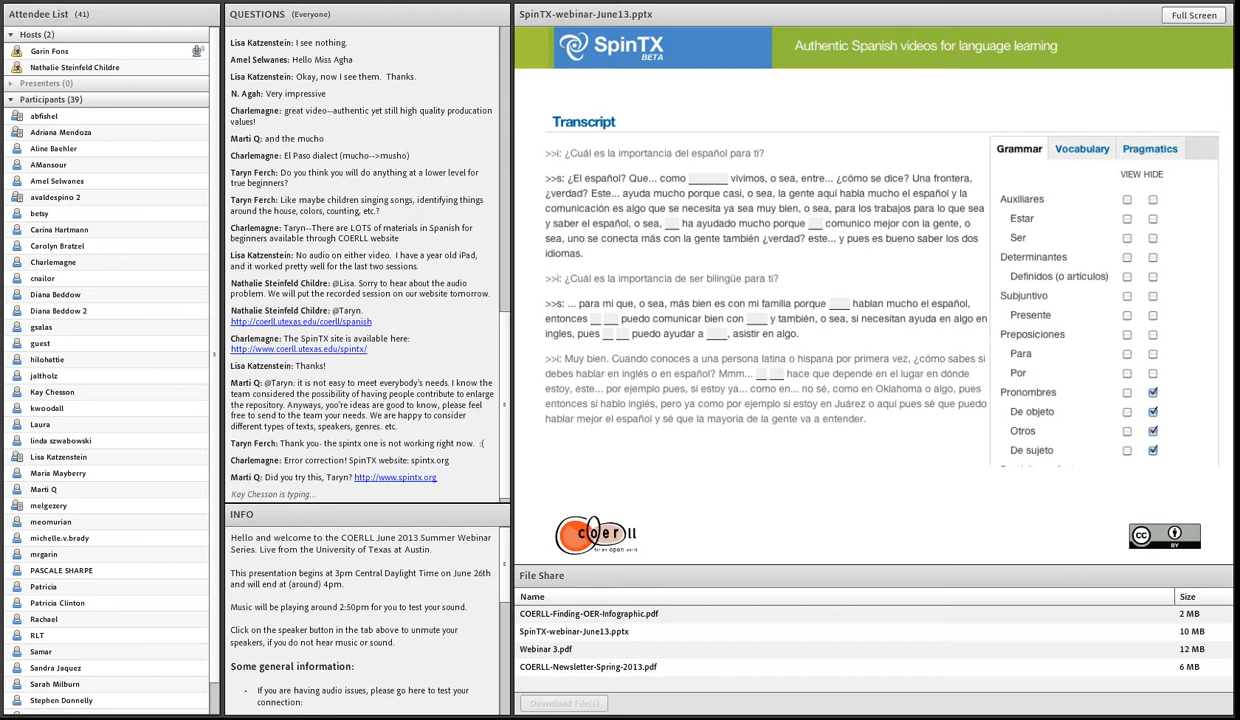 Attendee List (41)
Hosts (2)
Garin Fons
Nathalie Steinfeld Childre
Presenters (0)
Participants (39)
abfishel
Adriana Mendoza
Aline Baehler
AMansour
Amel Selwanes
avaldespino 2
betsy
Carina Hartmann
Carolyn Bratzel
Charlemagne
cnailor
Diana Beddow
Diana Beddow 2
gsalas
guest
hilohattie
jaltholz
Kay Chesson
kwoodall
Laura
linda szwabowski
Lisa Katzenstein
Maria Mayberry
Marti Q
melgezery
meomurian
michelle.v.brady
mrgarin
PASCALE SHARPE
Patricia
Patricia Clinton
Rachael
RLT
Samar
Sandra Jaquez
Sarah Milburn
Stephen Donnelly
QUESTIONS (Everyone)
Lisa Katzenstein: I see nothing.
Amel Selwanes: Hello Miss Agha
Lisa Katzenstein: Okay, now I see them. Thanks.
N. Agah: Very impressive
Charlemagne: great video--authentic yet still high quality producation
values!
Marti Q: and the mucho
Charlemagne: El Paso dialect (mucho-->musho)
Taryn Ferch: Do you think you will do anything at a lower level for
true beginners?
Taryn Ferch: Like maybe children singing songs, identifying things
around the house, colors, counting, etc.?
Charlemagne: Taryn--There are LOTS of materials in Spanish for
beginners available through COERLL website
Lisa Katzenstein: No audio on either video. I have a year old iPad,
and it worked pretty well for the last two sessions.
Nathalie Steinfeld Childre: @Lisa. Sorry to hear about the audio
problem. We will put the recorded session on our website tomorrow.
Nathalie Steinfeld Childre: @Taryn.
http://coerll.utexas.edu/coerll/spanish
Charlemagne: The SpinTX site is available here:
http://www.coerll.utexas.edu/spintx/
Lisa Katzenstein: Thanks!
Marti Q: @Taryn: it is not easy to meet everybody's needs. I know the
team considered the possibility of having people contribute to enlarge
the repository. Anyways, you're ideas are good to know, please feel
free to send to the team your needs. We are happy to consider
different types of texts, speakers, genres. etc.
Taryn Ferch: Thank you- the spintx one is not working right now. :(
Charlemagne: Error correction! SpinTX website: spintx.org
Marti Q: Did you try this, Taryn? http://www.spintx.org
Kay Chesson is typing...
INFO
Hello and welcome to the COERLL June 2013 Summer Webinar
Series. Live from the University of Texas at Austin.
This presentation begins at 3pm Central Daylight Time on June 26th
and will end at (around) 4pm.
Music will be playing around 2:50pm for you to test your sound.
Click on the speaker button in the tab above to unmute your
speakers, if you do not hear music or sound.
Some general information:
• If you are having audio issues, please go here to test your
connection:
SpinTX-webinar-June13.pptx
Full Screen
SpinTX
BETA
Authentic Spanish videos for language learning
Transcript
>>i: ¿Cuál es la importancia del español para ti?
>>s: ¿El español? Que... como ____ vivimos, o sea, entre... ¿cómo se dice? Una frontera,
¿verdad? Este... ayuda mucho porque casi, o sea, la gente aquí habla mucho el español y la
comunicación es algo que se necesita ya sea muy bien, o sea, para los trabajos para lo que sea
y saber el español, o sea, __ ha ayudado mucho porque __ comunico mejor con la gente, o
sea, uno se conecta más con la gente también ¿verdad? este... y pues es bueno saber los dos
idiomas.
>>i: ¿Cuál es la importancia de ser bilingüe para ti?
>>s: ... para mí que, o sea, más bien es con mi familia porque ___ hablan mucho el español,
entonces __ __ puedo comunicar bien con ___ y también, o sea, si necesitan ayuda en algo en
ingles, pues __ __ puedo ayudar a ___, asistir en algo.
>>i: Muy bien. Cuando conoces a una persona latina o hispana por primera vez, ¿cómo sabes si
debes hablar en inglés o en español? Mmm... __ __ hace que depende en el lugar en dónde
estoy, este... por ejemplo pues, si estoy ya... como en... no sé, como en Oklahoma o algo, pues
entonces sí hablo inglés, pero ya como por ejemplo si estoy en Juárez o aquí pues sé que puedo
hablar mejor el español y sé que la mayoría de la gente va a entender.
Grammar Vocabulary Pragmatics
VIEW HIDE
Auxiliares
Estar
Ser
Determinantes
Definidos (o artículos)
Subjuntivo
Presente
Preposiciones
Para
Por
Pronombres
De objeto
Otros
De sujeto
coerll
for an open world
cc BY
File Share
Name Size
COERLL-Finding-OER-Infographic.pdf 2 MB
SpinTX-webinar-June13.pptx 10 MB
Webinar 3.pdf 12 MB
COERLL-Newsletter-Spring-2013.pdf 6 MB
Download File(s)